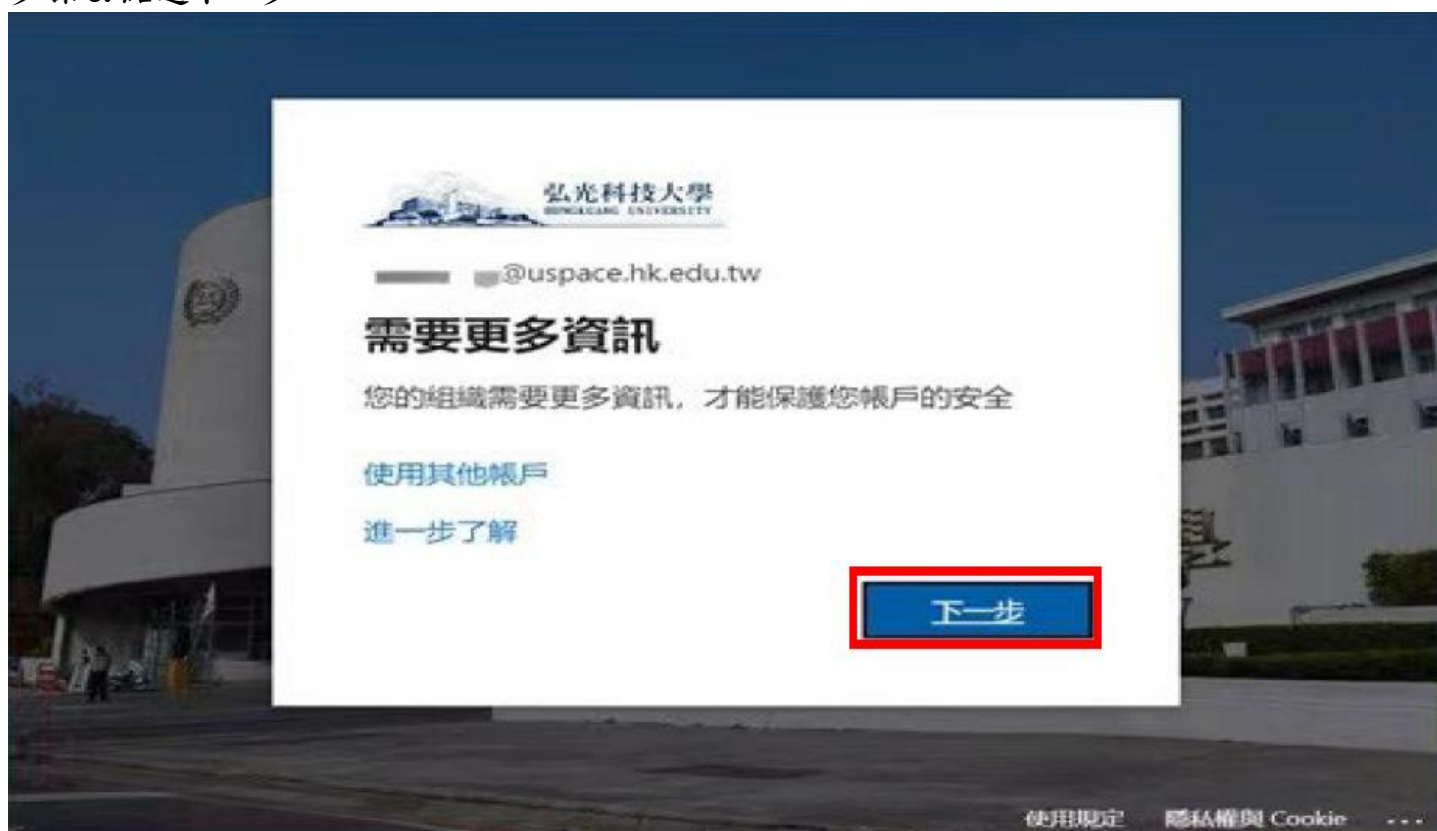 弘光科技大學
HUNGKUANG UNIVERSITY
@uspace.hk.edu.tw
需要更多資訊
您的組織需要更多資訊，才能保護您帳戶的安全
使用其他帳戶
進一步了解
下一步
使用規定 隱私權與 Cookie ...